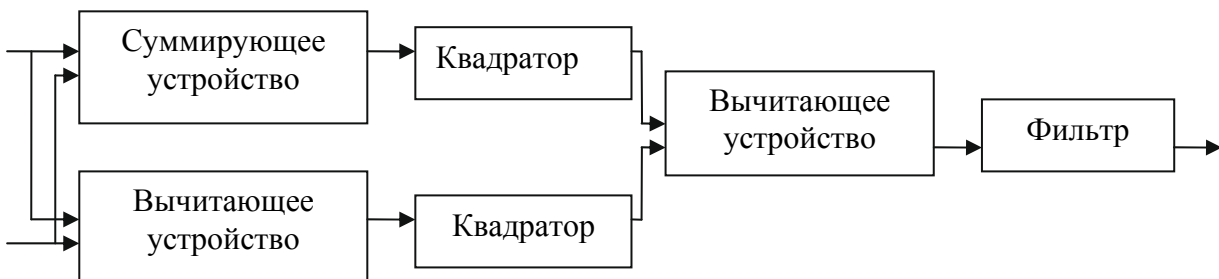 Суммирующее
устройство
Квадратор
Вычитающее
устройство
Фильтр
Вычитающее
устройство
Квадратор